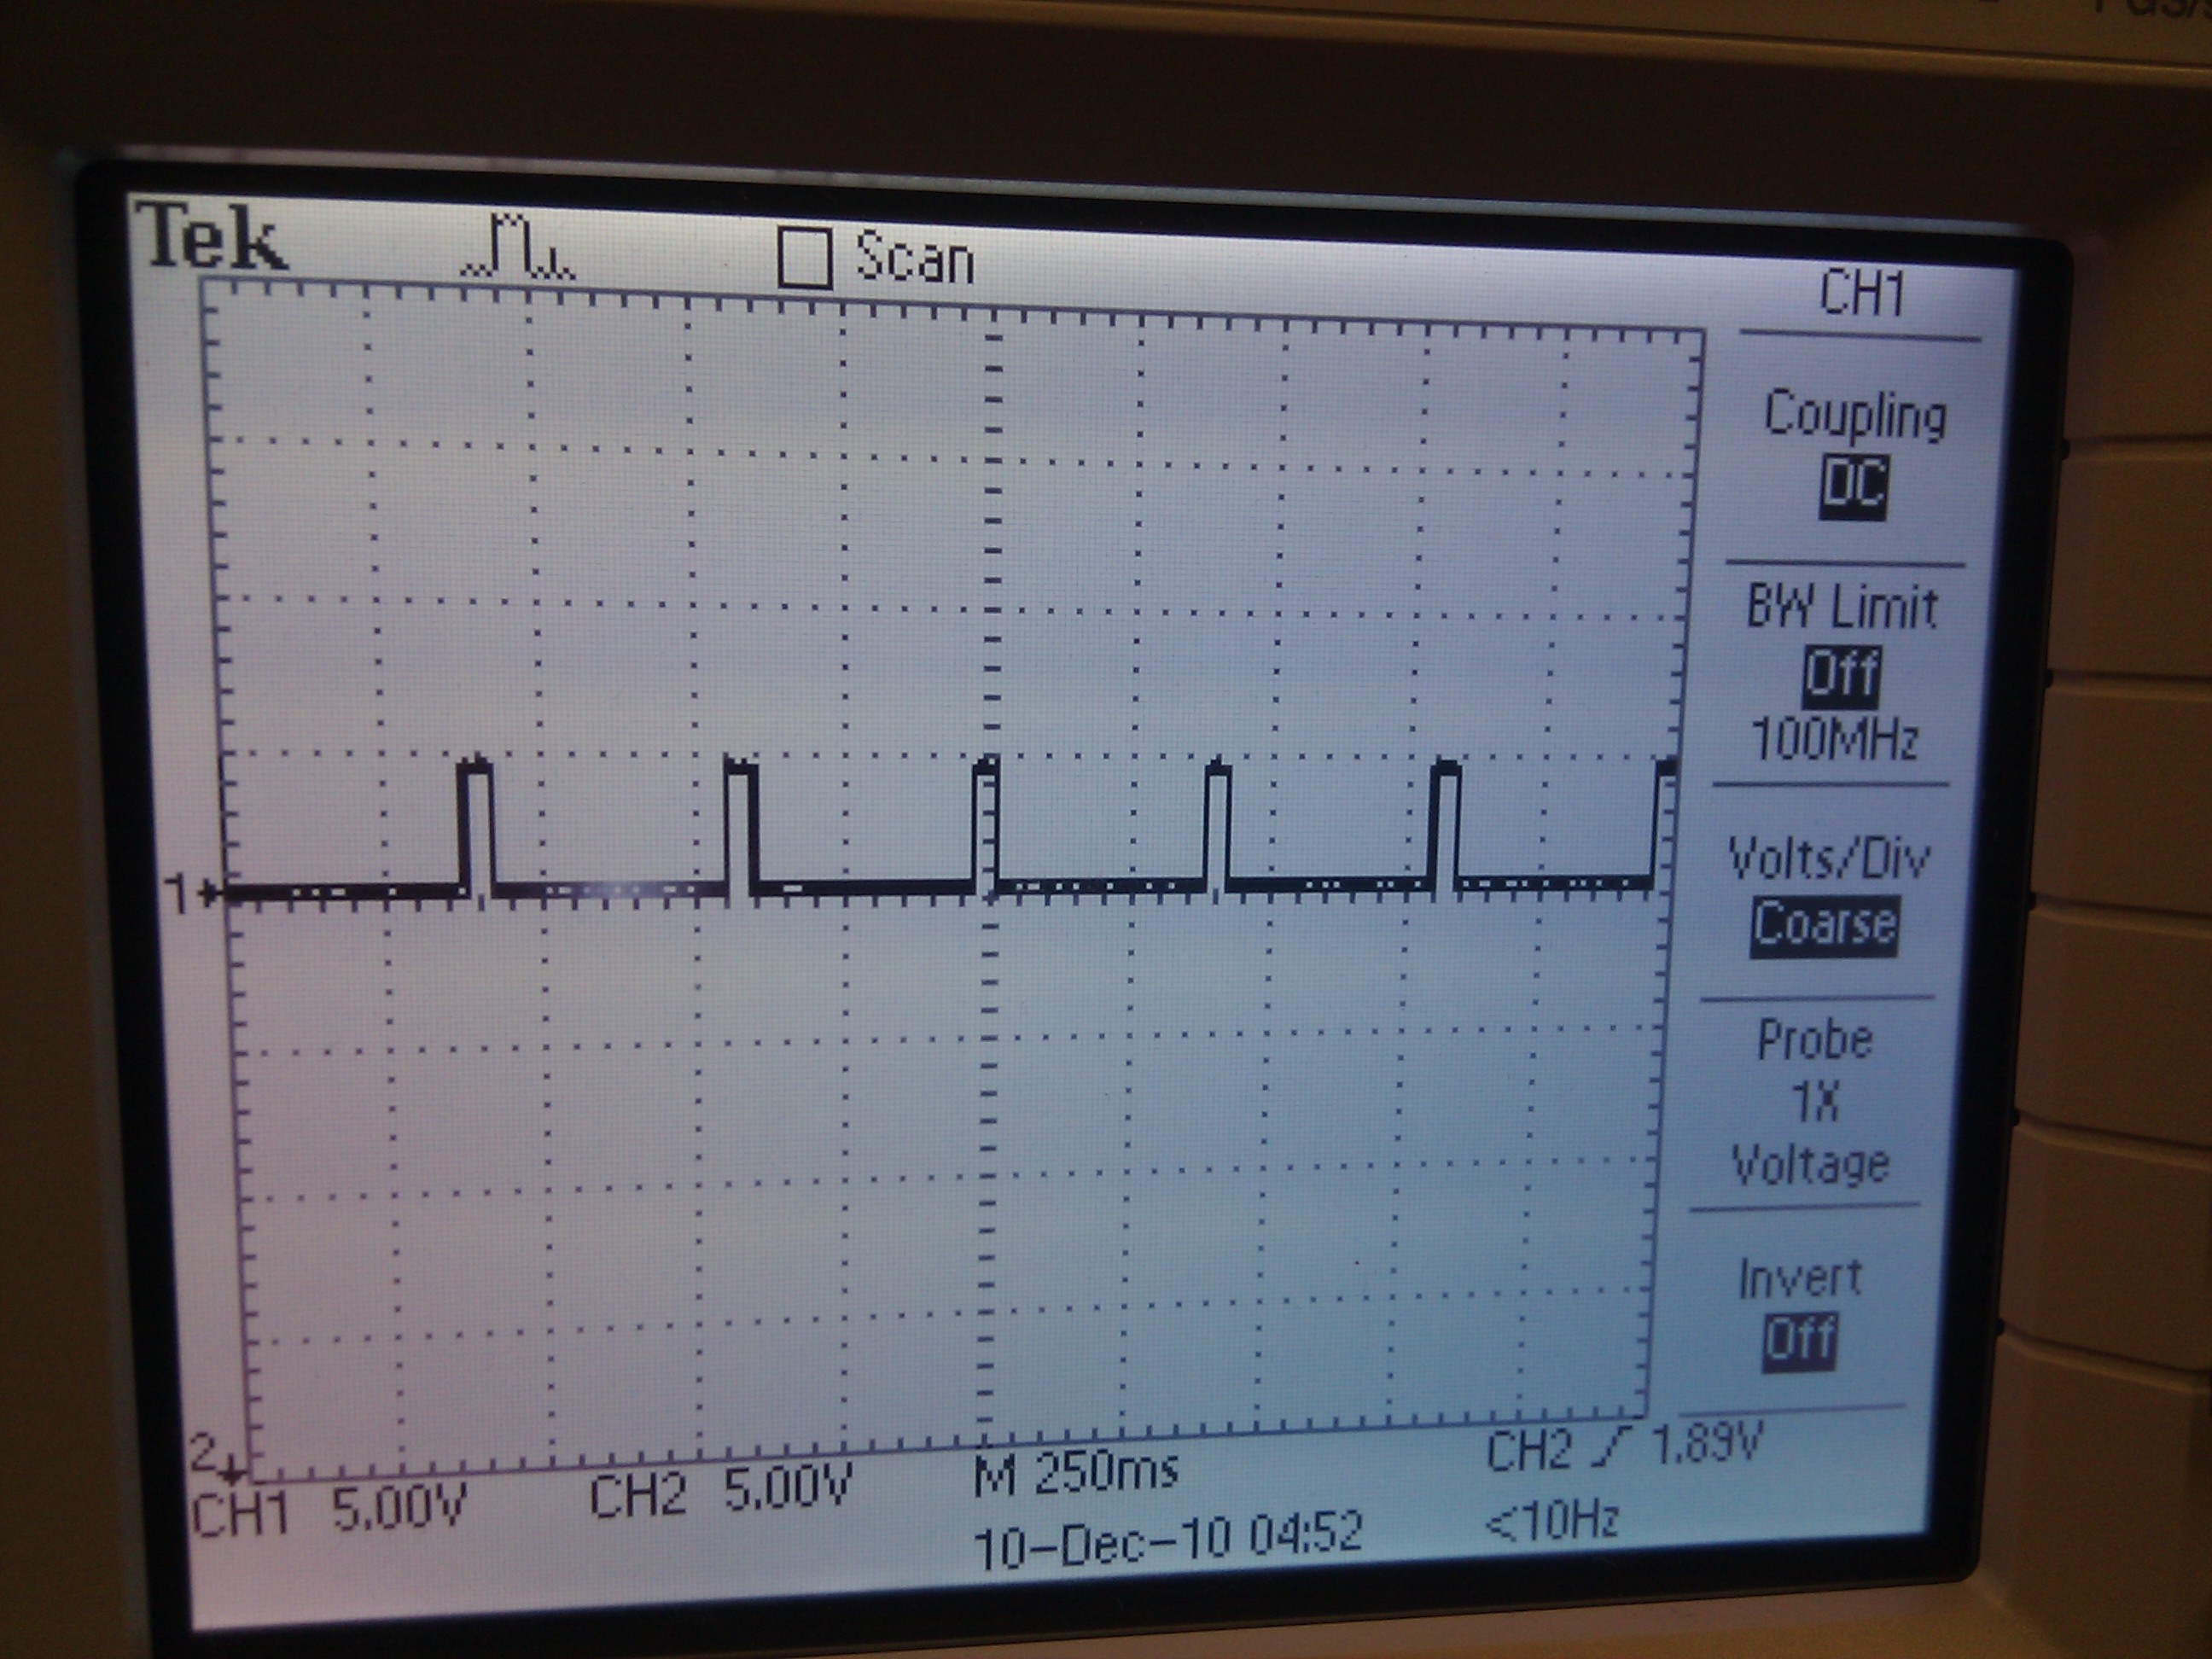 Tek Scan
CH1
Coupling
DC
BW Limit
Off
100MHz
Volts/Div
Coarse
Probe
1X
Voltage
Invert
Off
1
2
CH1 5.00V CH2 5.00V M 250ms CH2 1.89V
10-Dec-10 04:52 <10Hz